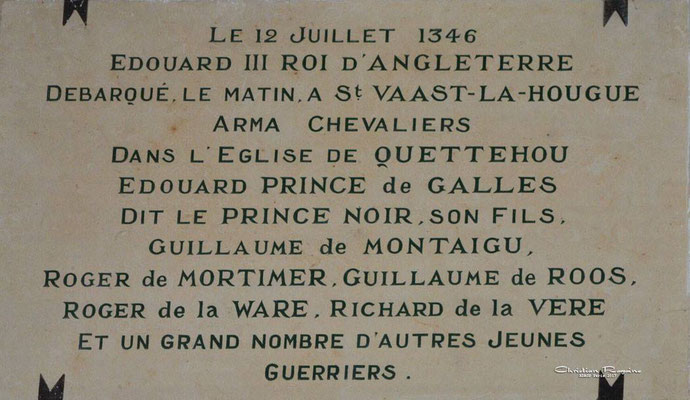 LE 12 JUILLET 1346
EDOUARD III ROI D'ANGLETERRE
DEBARQUÉ, LE MATIN, A St VAAST-LA-HOUGUE
ARMA CHEVALIERS
DANS L'EGLISE DE QUETTEHOU
EDOUARD PRINCE de GALLES
DIT LE PRINCE NOIR, SON FILS,
GUILLAUME de MONTAIGU,
ROGER de MORTIMER, GUILLAUME de ROOS,
ROGER de la WARE, RICHARD de la VERE
ET UN GRAND NOMBRE D'AUTRES JEUNES
GUERRIERS.
Christian